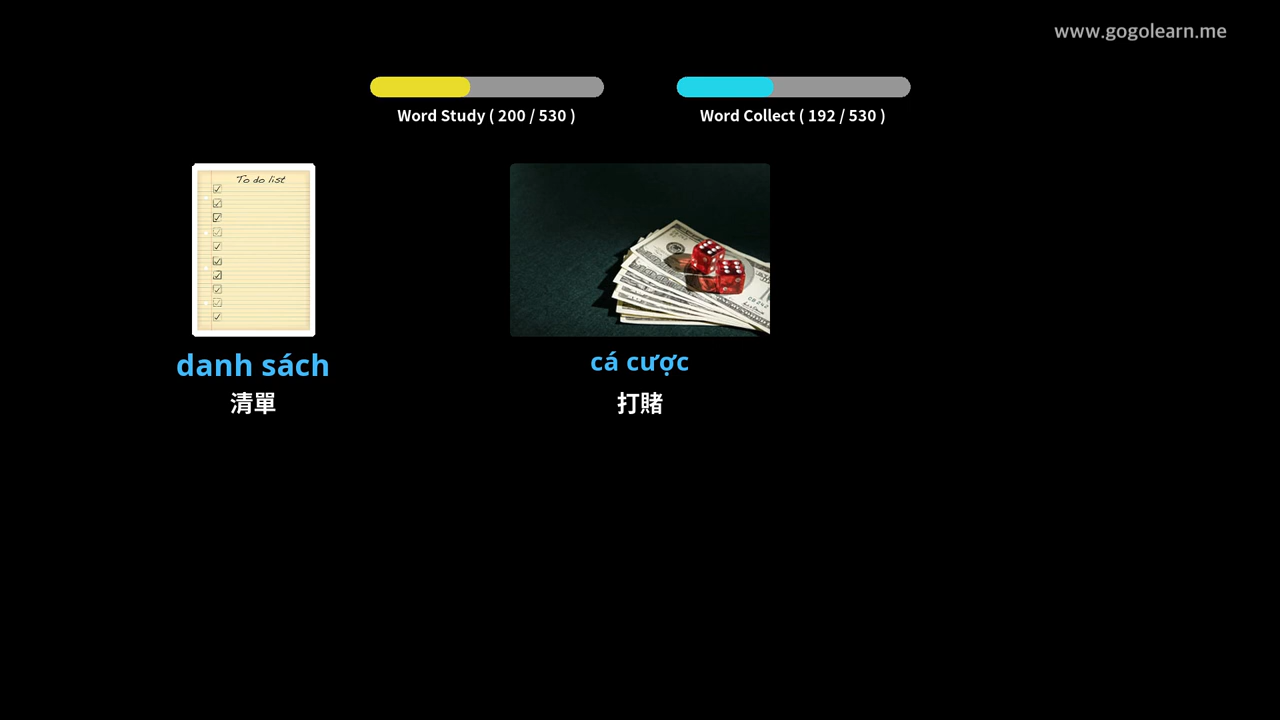 www.gogolearn.me
Word Study ( 200 / 530 )
Word Collect ( 192 / 530 )
To do list
danh sách
清單
cá cược
打賭